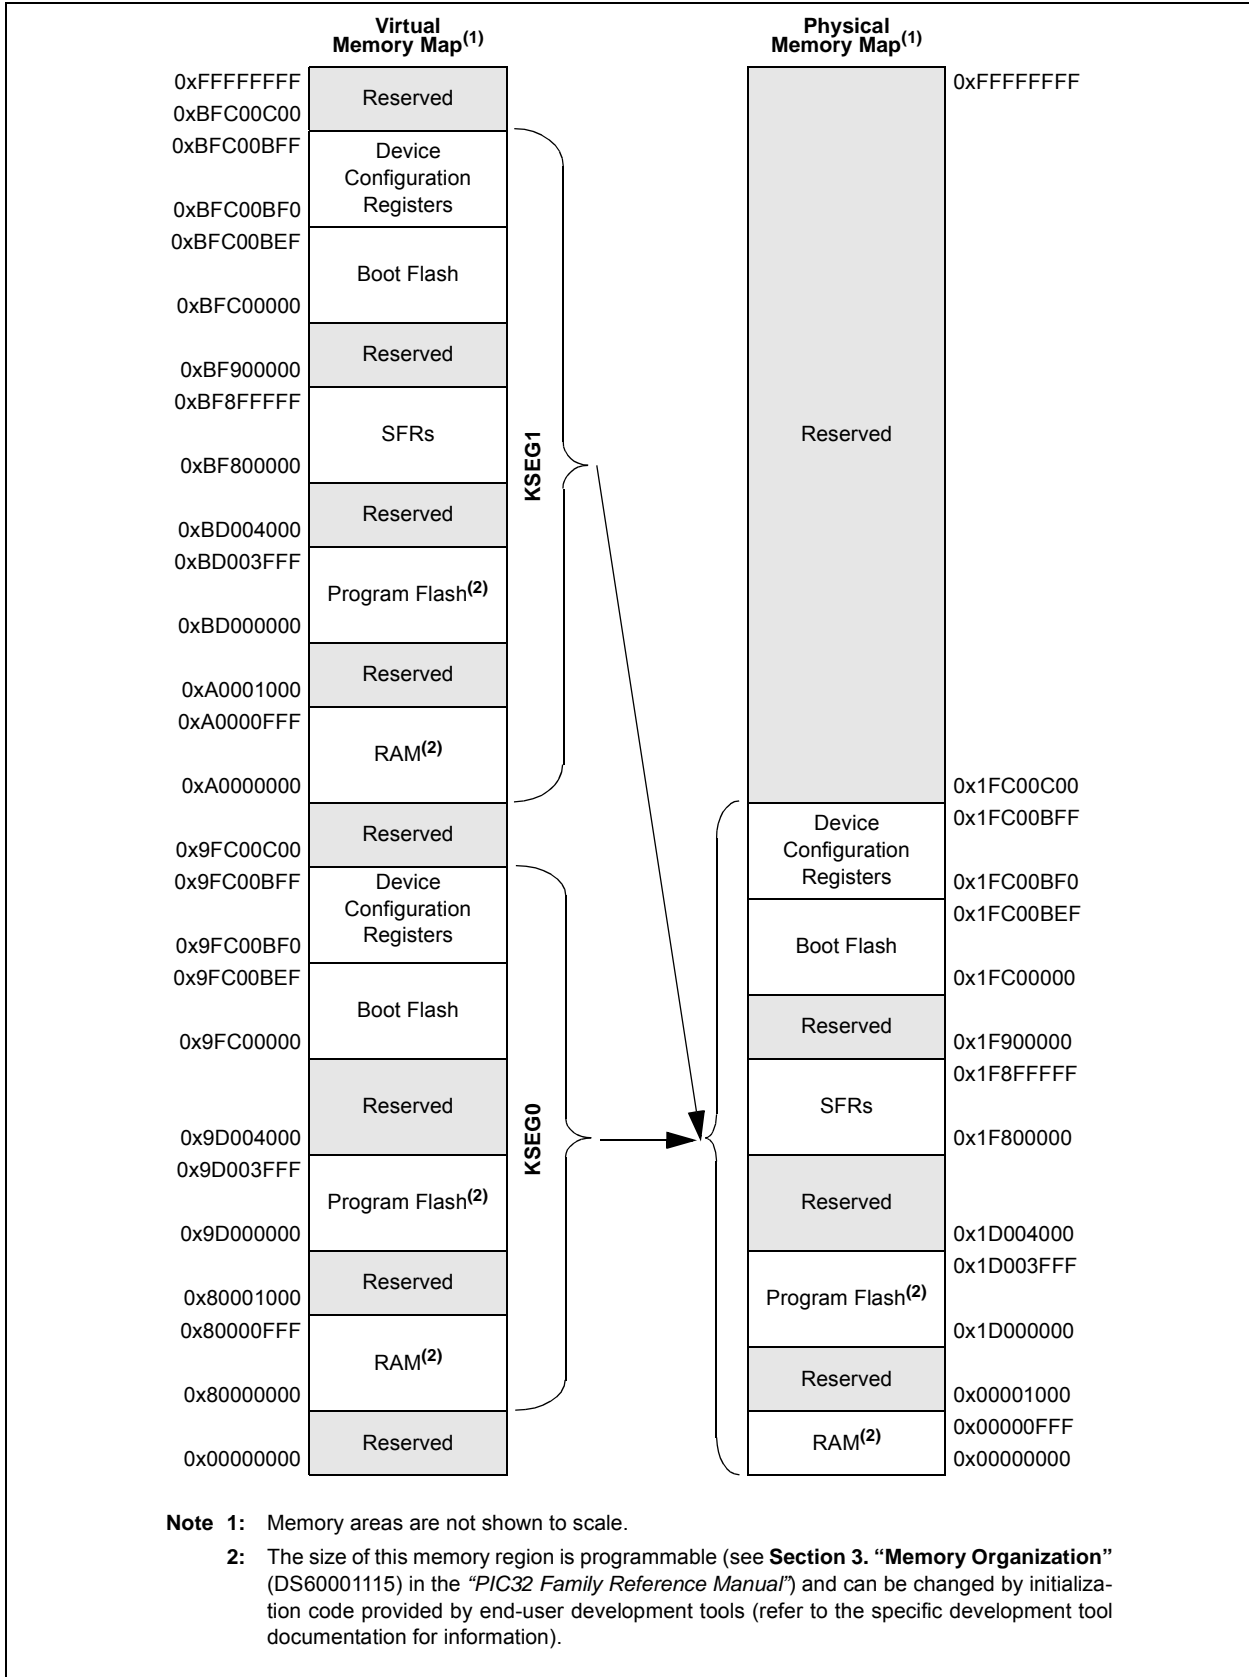 Virtual
Memory Map(1)
0xFFFFFFFF
Reserved
0xBFC00C00
0xBFC00BFF
Device
Configuration
Registers
0xBFC00BF0
0xBFC00BEF
Boot Flash
0xBFC00000
Reserved
0xBF900000
0xBF8FFFFF
SFRs
0xBF800000
Reserved
0xBD004000
0xBD003FFF
Program Flash(2)
0xBD000000
Reserved
0xA0001000
0xA0000FFF
RAM(2)
0xA0000000
KSEG1
Reserved
0x9FC00C00
0x9FC00BFF
Device
Configuration
Registers
0x9FC00BF0
0x9FC00BEF
Boot Flash
0x9FC00000
Reserved
0x9D004000
0x9D003FFF
Program Flash(2)
0x9D000000
Reserved
0x80001000
0x80000FFF
RAM(2)
0x80000000
KSEG0
Reserved
0x00000000
Physical
Memory Map(1)
0xFFFFFFFF
Reserved
0x1FC00C00
0x1FC00BFF
Device
Configuration
Registers
0x1FC00BF0
0x1FC00BEF
Boot Flash
0x1FC00000
Reserved
0x1F900000
0x1F8FFFFF
SFRs
0x1F800000
Reserved
0x1D004000
0x1D003FFF
Program Flash(2)
0x1D000000
Reserved
0x00001000
0x00000FFF
RAM(2)
0x00000000
Note 1: Memory areas are not shown to scale.
2: The size of this memory region is programmable (see Section 3. “Memory Organization”
(DS60001115) in the “PIC32 Family Reference Manual”) and can be changed by initializa-
tion code provided by end-user development tools (refer to the specific development tool
documentation for information).